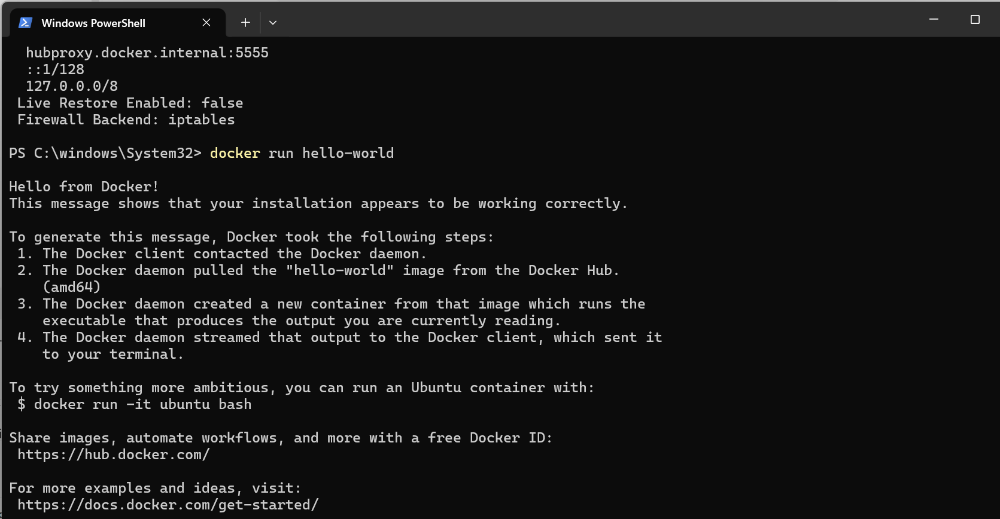 Windows PowerShell
hubproxy.docker.internal:5555
::1/128
127.0.0.0/8
Live Restore Enabled: false
Firewall Backend: iptables
PS C:\windows\System32> docker run hello-world
Hello from Docker!
This message shows that your installation appears to be working correctly.
To generate this message, Docker took the following steps:
1. The Docker client contacted the Docker daemon.
2. The Docker daemon pulled the "hello-world" image from the Docker Hub.
(amd64)
3. The Docker daemon created a new container from that image which runs the
executable that produces the output you are currently reading.
4. The Docker daemon streamed that output to the Docker client, which sent it
to your terminal.
To try something more ambitious, you can run an Ubuntu container with:
$ docker run -it ubuntu bash
Share images, automate workflows, and more with a free Docker ID:
https://hub.docker.com/
For more examples and ideas, visit:
https://docs.docker.com/get-started/